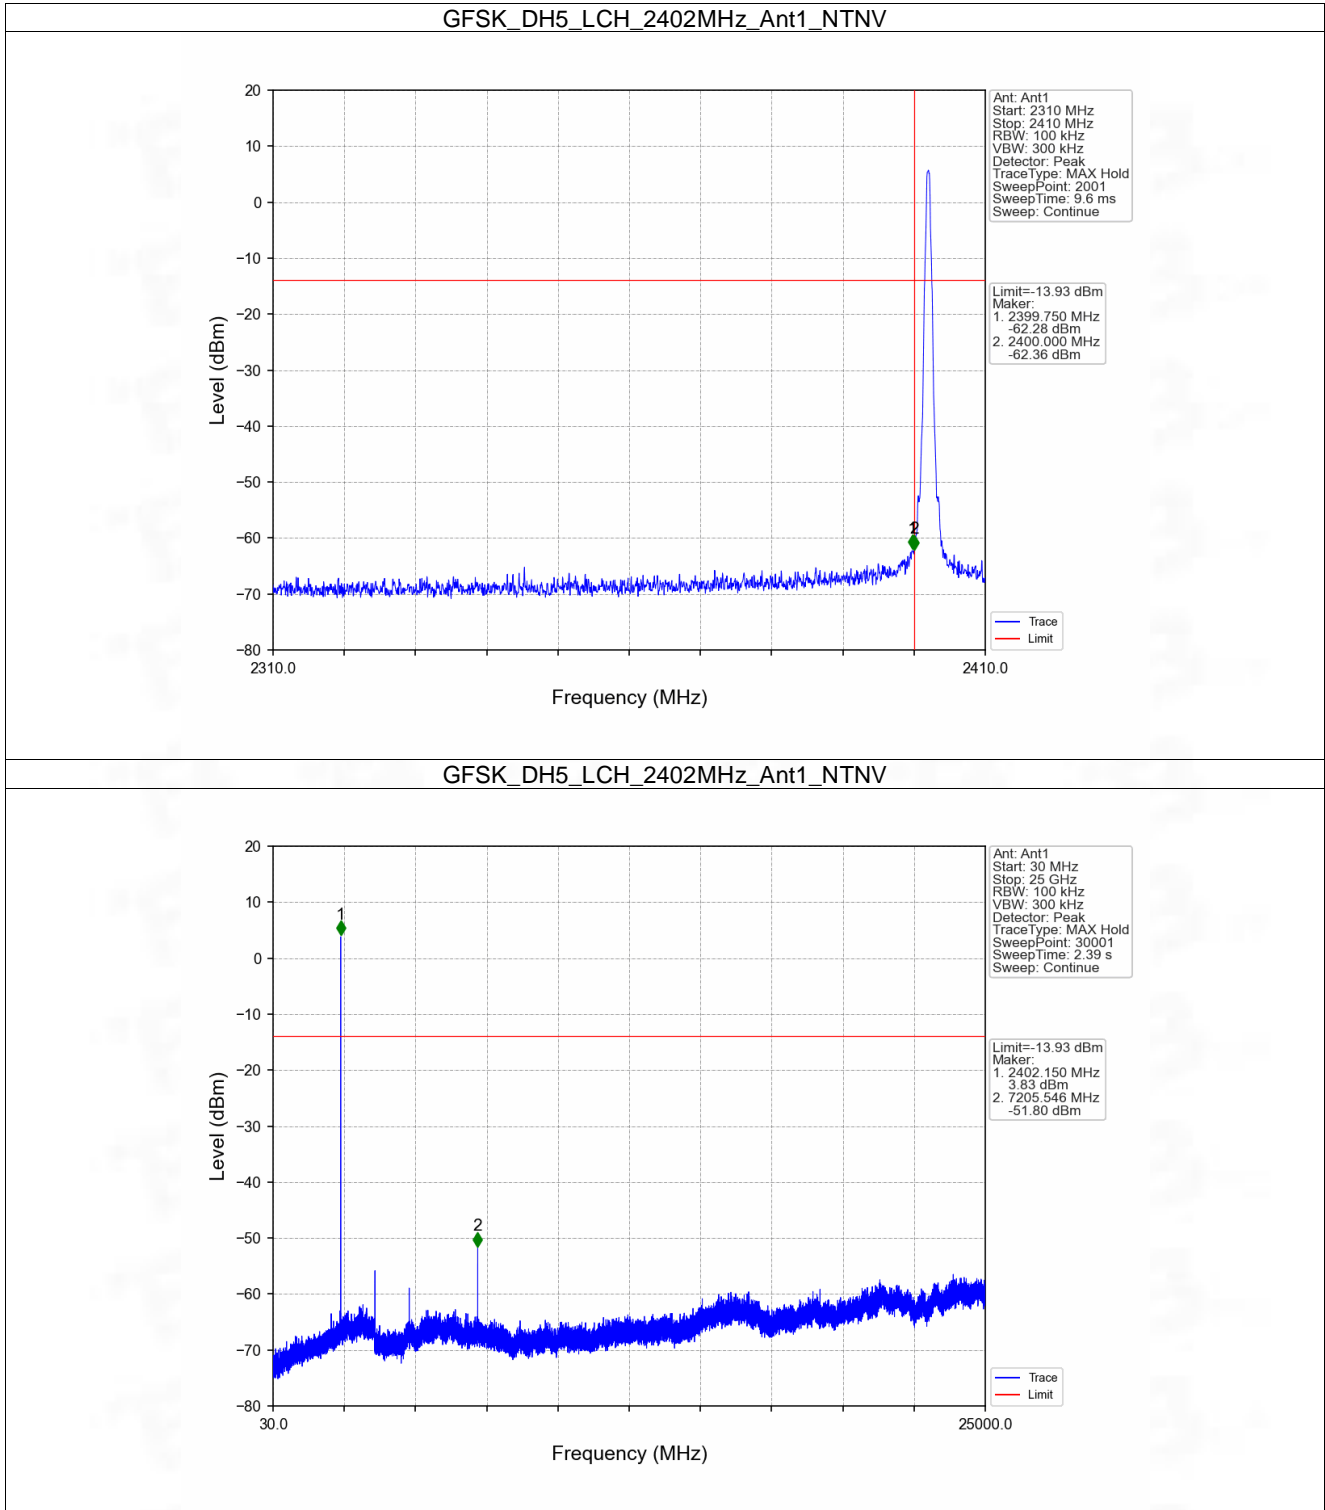 GFSK_DH5_LCH_2402MHz_Ant1_NTNV
20
10
0
−10
−20
−30
−40
−50
−60
−70
−80
Level (dBm)
2310.0
2410.0
Frequency (MHz)
1
2
Ant: Ant1
Start: 2310 MHz
Stop: 2410 MHz
RBW: 100 kHz
VBW: 300 kHz
Detector: Peak
TraceType: MAX Hold
SweepPoint: 2001
SweepTime: 9.6 ms
Sweep: Continue
Limit=-13.93 dBm
Maker:
1. 2399.750 MHz
-62.28 dBm
2. 2400.000 MHz
-62.36 dBm
Trace
Limit
GFSK_DH5_LCH_2402MHz_Ant1_NTNV
20
10
0
−10
−20
−30
−40
−50
−60
−70
−80
Level (dBm)
30.0
25000.0
Frequency (MHz)
1
2
Ant: Ant1
Start: 30 MHz
Stop: 25 GHz
RBW: 100 kHz
VBW: 300 kHz
Detector: Peak
TraceType: MAX Hold
SweepPoint: 30001
SweepTime: 2.39 s
Sweep: Continue
Limit=-13.93 dBm
Maker:
1. 2402.150 MHz
3.83 dBm
2. 7205.546 MHz
-51.80 dBm
Trace
Limit